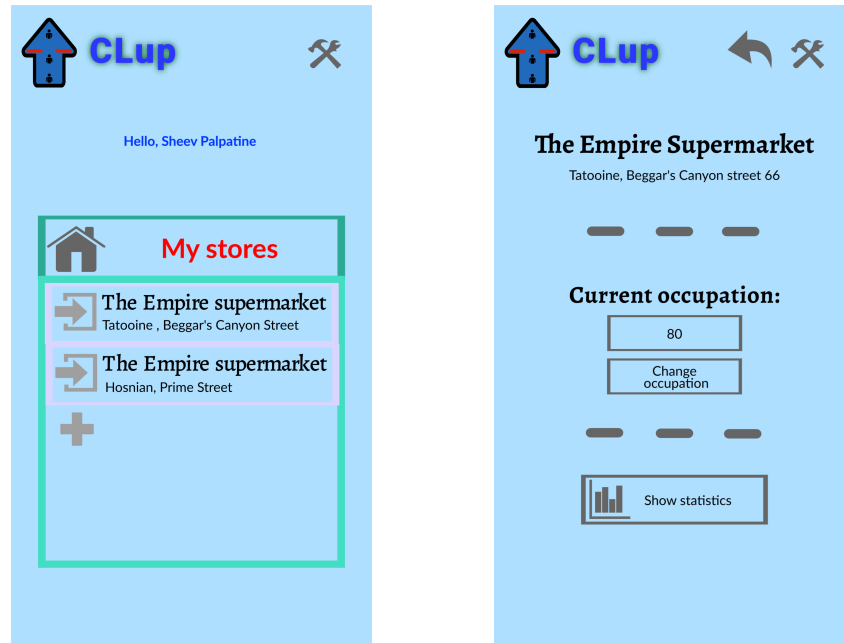 CLup
Hello, Sheev Palpatine
My stores
The Empire supermarket
Tatooine , Beggar's Canyon Street
The Empire supermarket
Hosnian, Prime Street
CLup
The Empire Supermarket
Tatooine, Beggar's Canyon street 66
Current occupation:
80
Change
occupation
Show statistics